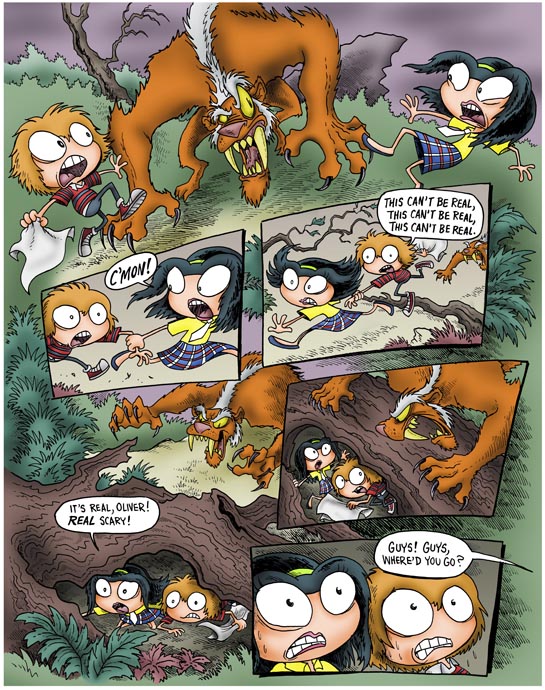 C'MON!
THIS CAN'T BE REAL,
THIS CAN'T BE REAL,
THIS CAN'T BE REAL.
IT'S REAL, OLIVER!
REAL SCARY!
GUYS! GUYS,
WHERE'D YOU GO?